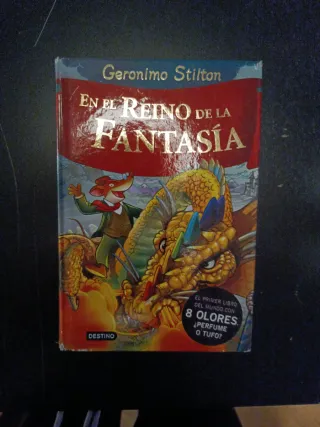 Geronimo Stilton
EN EL REINO DE LA
FANTASÍA
EL PRIMER LIBRO
DEL MUNDO CON
8 OLORES
¿PERFUME
O TUFO?
DESTINO